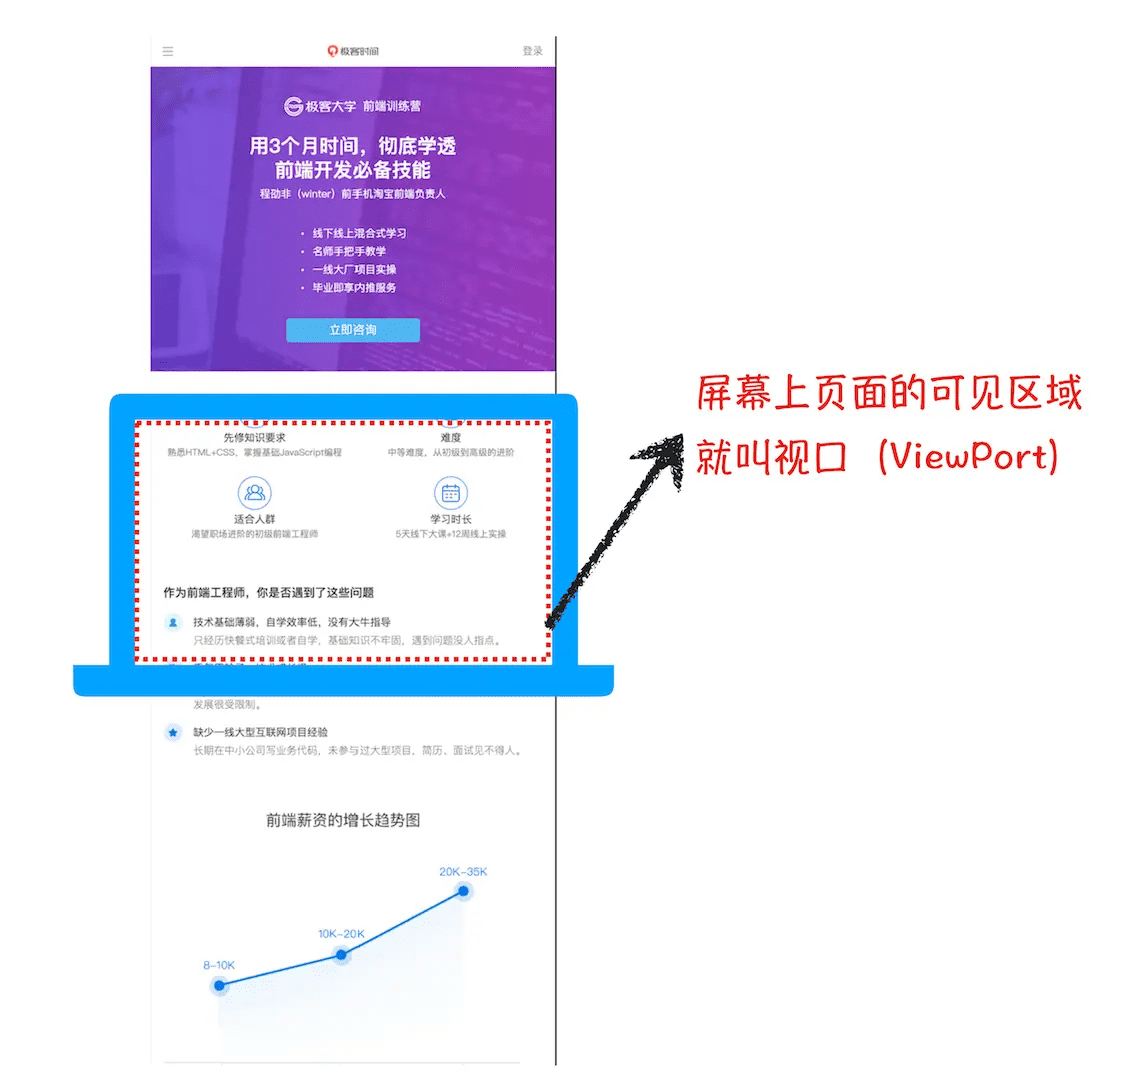 极客时间
登录
极客大学 前端训练营
用3个月时间，彻底学透
前端开发必备技能
程劭非（winter）前手机淘宝前端负责人
• 线下线上混合式学习
• 名师手把手教学
• 一线大厂项目实操
• 毕业即享内推服务
立即咨询
屏幕上页面的可见区域
就叫视口（ViewPort)
先修知识要求
难度
熟悉HTML+CSS，掌握基础JavaScript编程
中等难度，从初级到高级的进阶
适合人群
学习时长
渴望职场进阶的初级前端工程师
5天线下大课+12周线上实操
作为前端工程师，你是否遇到了这些问题
技术基础薄弱，自学效率低，没有大牛指导
只经历快餐式培训或者自学，基础知识不牢固，遇到问题没人指点。
发展很受限制。
缺少一线大型互联网项目经验
长期在中小公司写业务代码，未参与过大型项目，简历、面试见不得人。
前端薪资的增长趋势图
20K-35K
10K-20K
8-10K